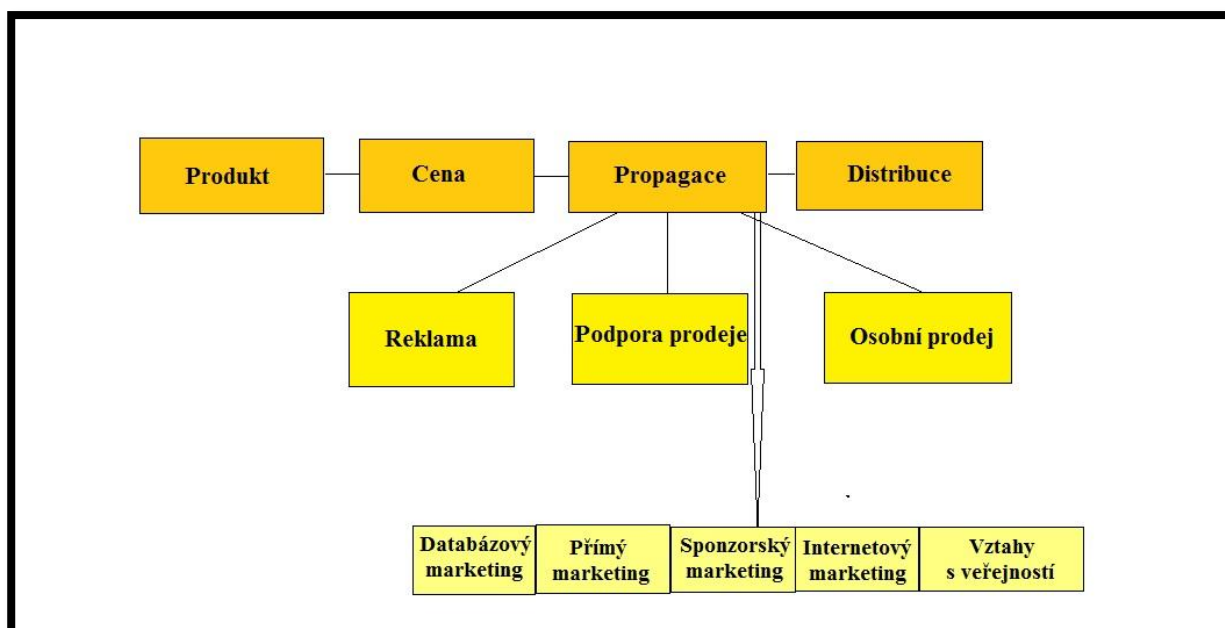 Produkt
Cena
Propagace
Distribuce
Reklama
Podpora prodeje
Osobní prodej
Databázový
marketing
Přímý
marketing
Sponzorský
marketing
Internetový
marketing
Vztahy
s veřejností